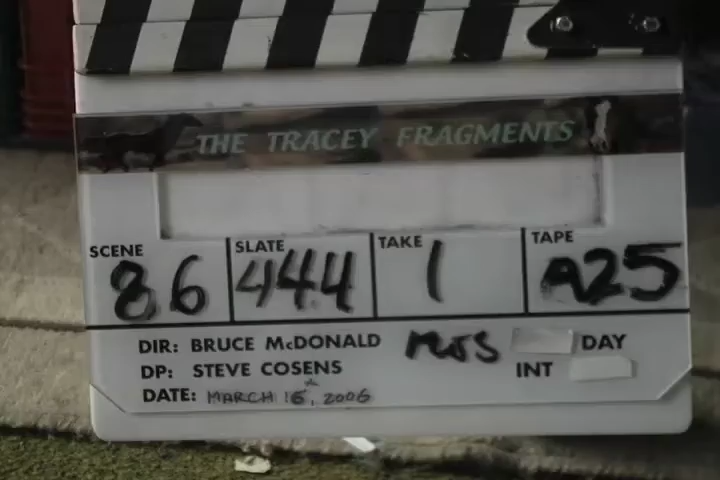 THE TRACEY FRAGMENTS
SCENE SLATE TAKE TAPE
86 444 1 A25
DIR: BRUCE McDONALD MOS DAY
DP: STEVE COSENS INT
DATE: MARCH 16, 2006